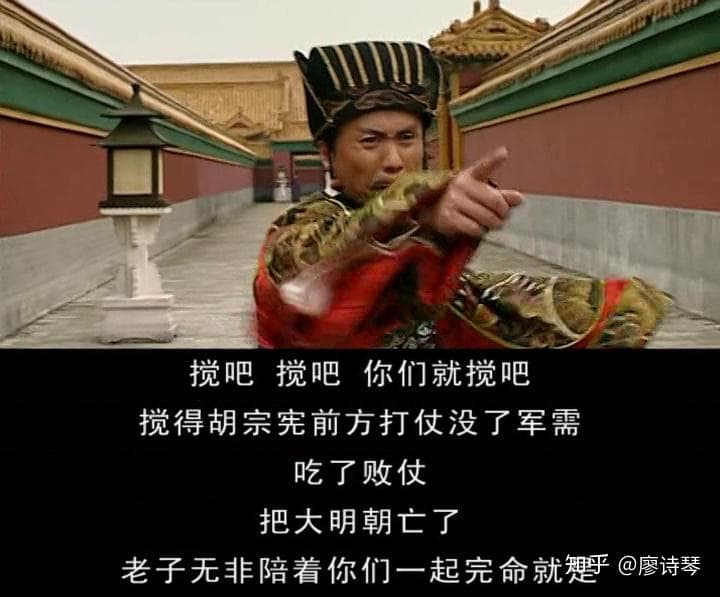 搅吧 搅吧 你们就搅吧
搅得胡宗宪前方打仗没了军需
吃了败仗
把大明朝亡了
老子无非陪着你们一起完命就是
知乎 @廖诗琴